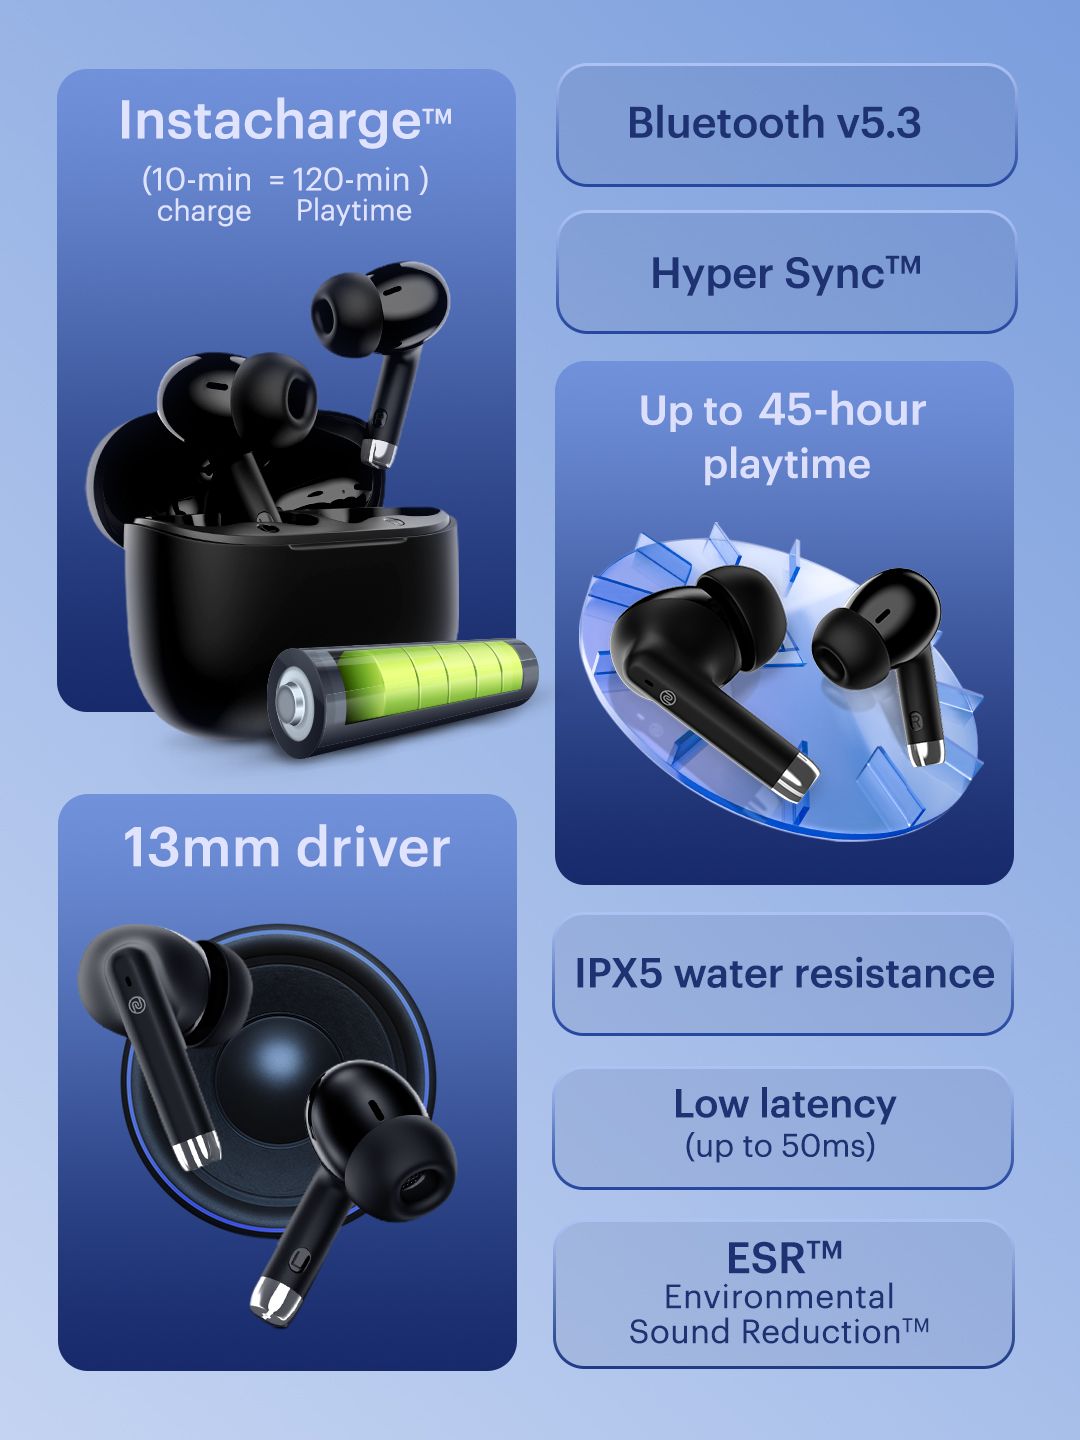 Instacharge™
(10-min = 120-min )
charge Playtime
Bluetooth v5.3
Hyper Sync™
Up to 45-hour
playtime
R
13mm driver
L
IPX5 water resistance
Low latency
(up to 50ms)
ESR™
Environmental
Sound Reduction™